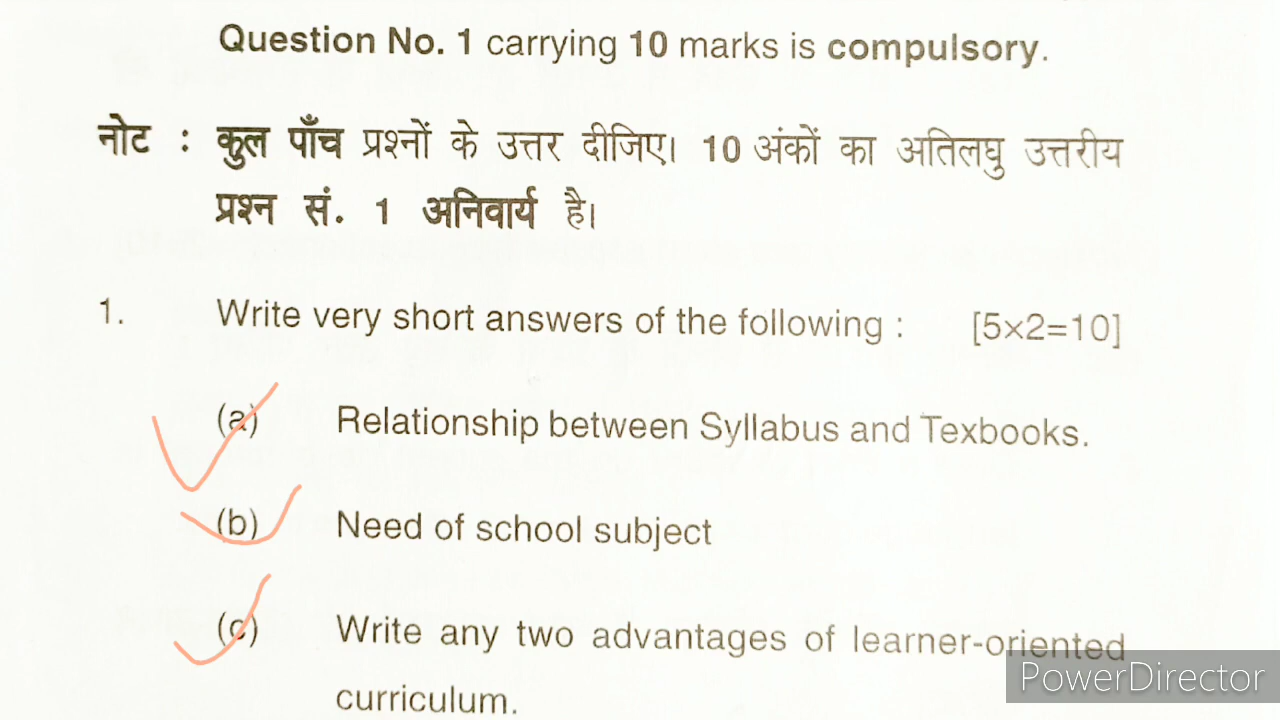 Question No. 1 carrying 10 marks is compulsory.
नोट : कुल पाँच प्रश्नों के उत्तर दीजिए। 10 अंकों का अतिलघु उत्तरीय
प्रश्न सं. 1 अनिवार्य है।
1. Write very short answers of the following : [5×2=10]
(a) Relationship between Syllabus and Texbooks.
(b) Need of school subject
(c) Write any two advantages of learner-oriented
curriculum.
PowerDirector